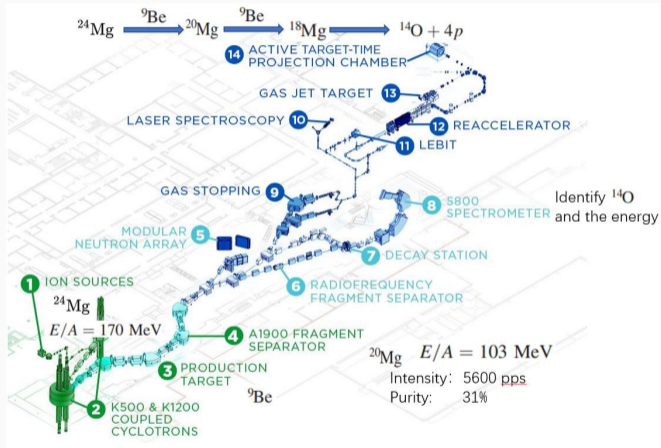 ²⁴Mg ⁹Be ²⁰Mg ⁹Be ¹⁸Mg ¹⁴O + 4p
14 ACTIVE TARGET-TIME
PROJECTION CHAMBER
GAS JET TARGET 13
LASER SPECTROSCOPY 10
12 REACCELERATOR
11 LEBIT
GAS STOPPING 9
8 S800
SPECTROMETER
Identify ¹⁴O
and the energy
MODULAR
NEUTRON ARRAY 5
7 DECAY STATION
1 ION SOURCES
6 RADIOFREQUENCY
FRAGMENT SEPARATOR
²⁴Mg
E/A = 170 MeV
4 A1900 FRAGMENT
SEPARATOR
²⁰Mg E/A = 103 MeV
Intensity: 5600 pps
Purity: 31%
3 PRODUCTION
TARGET
⁹Be
2 K500 & K1200
COUPLED
CYCLOTRONS